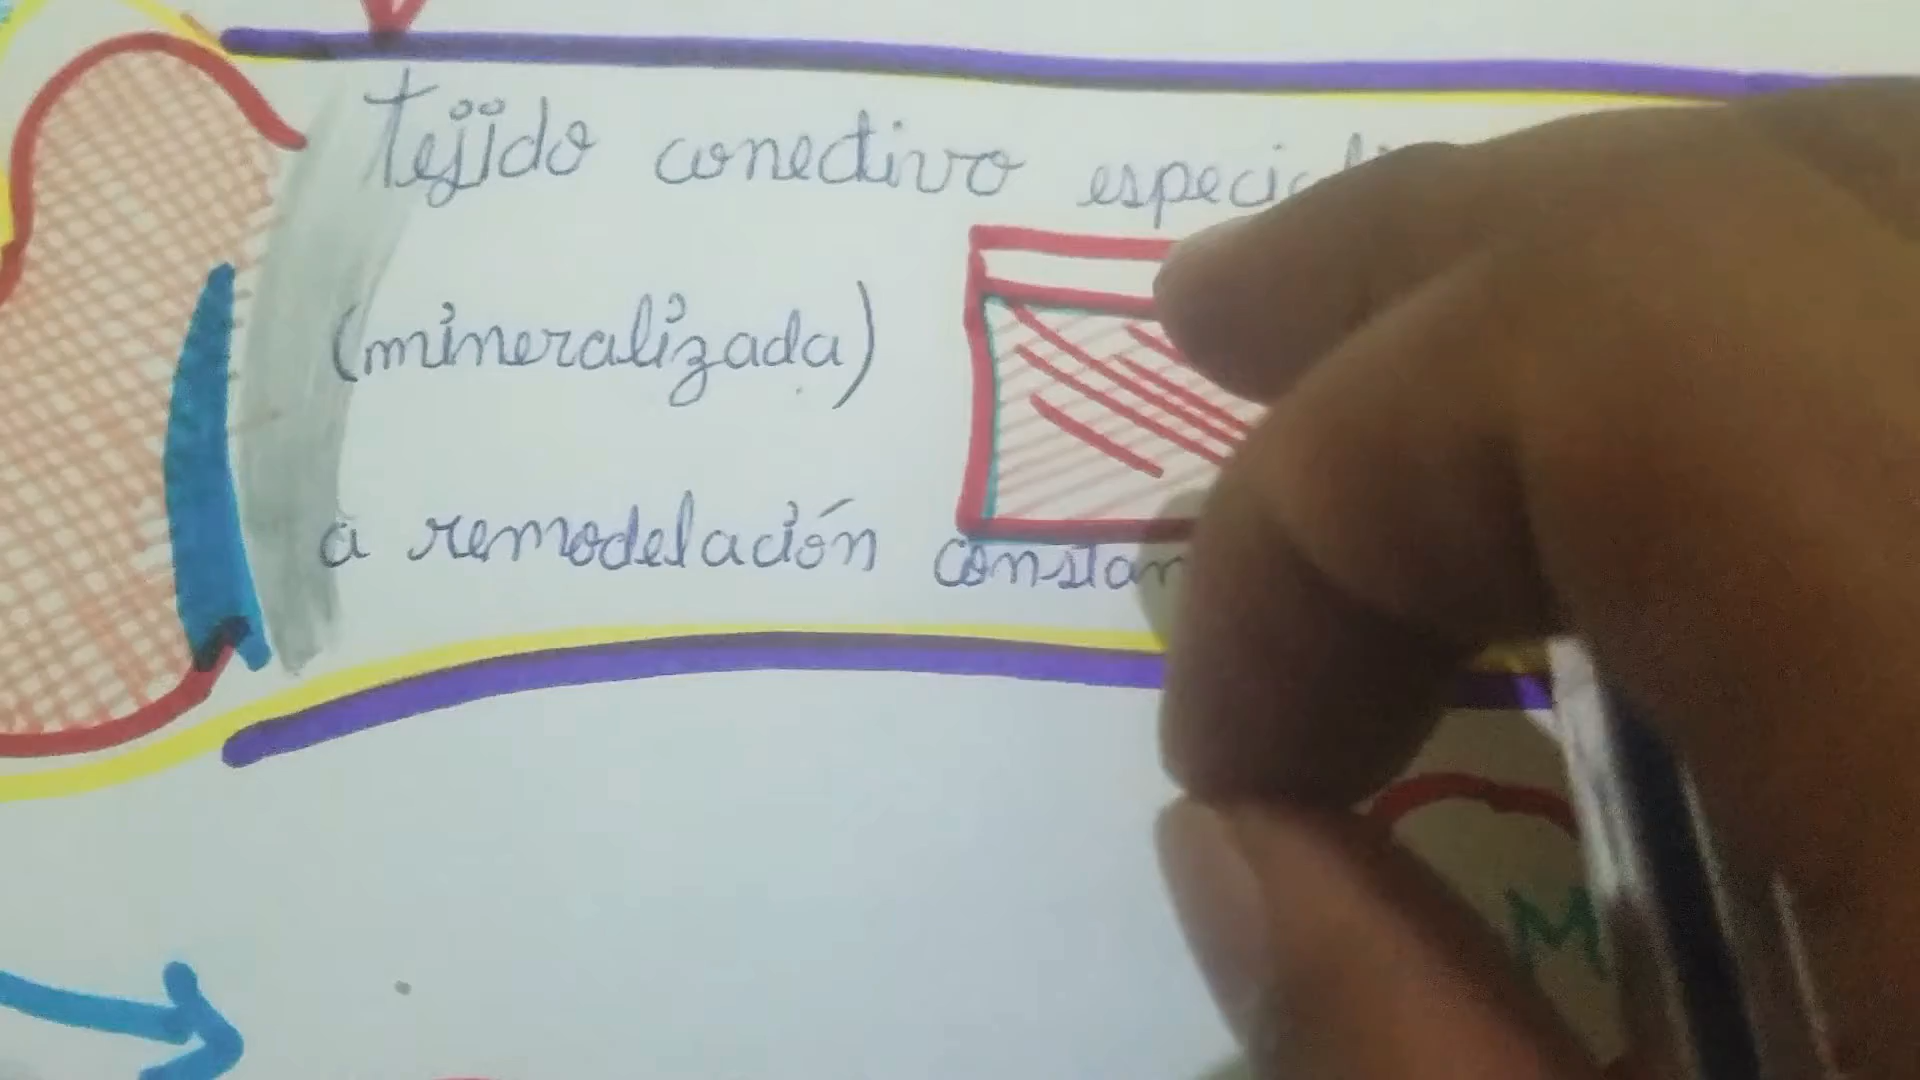 Tejido conectivo
(mineralizada)
a remodelación
M